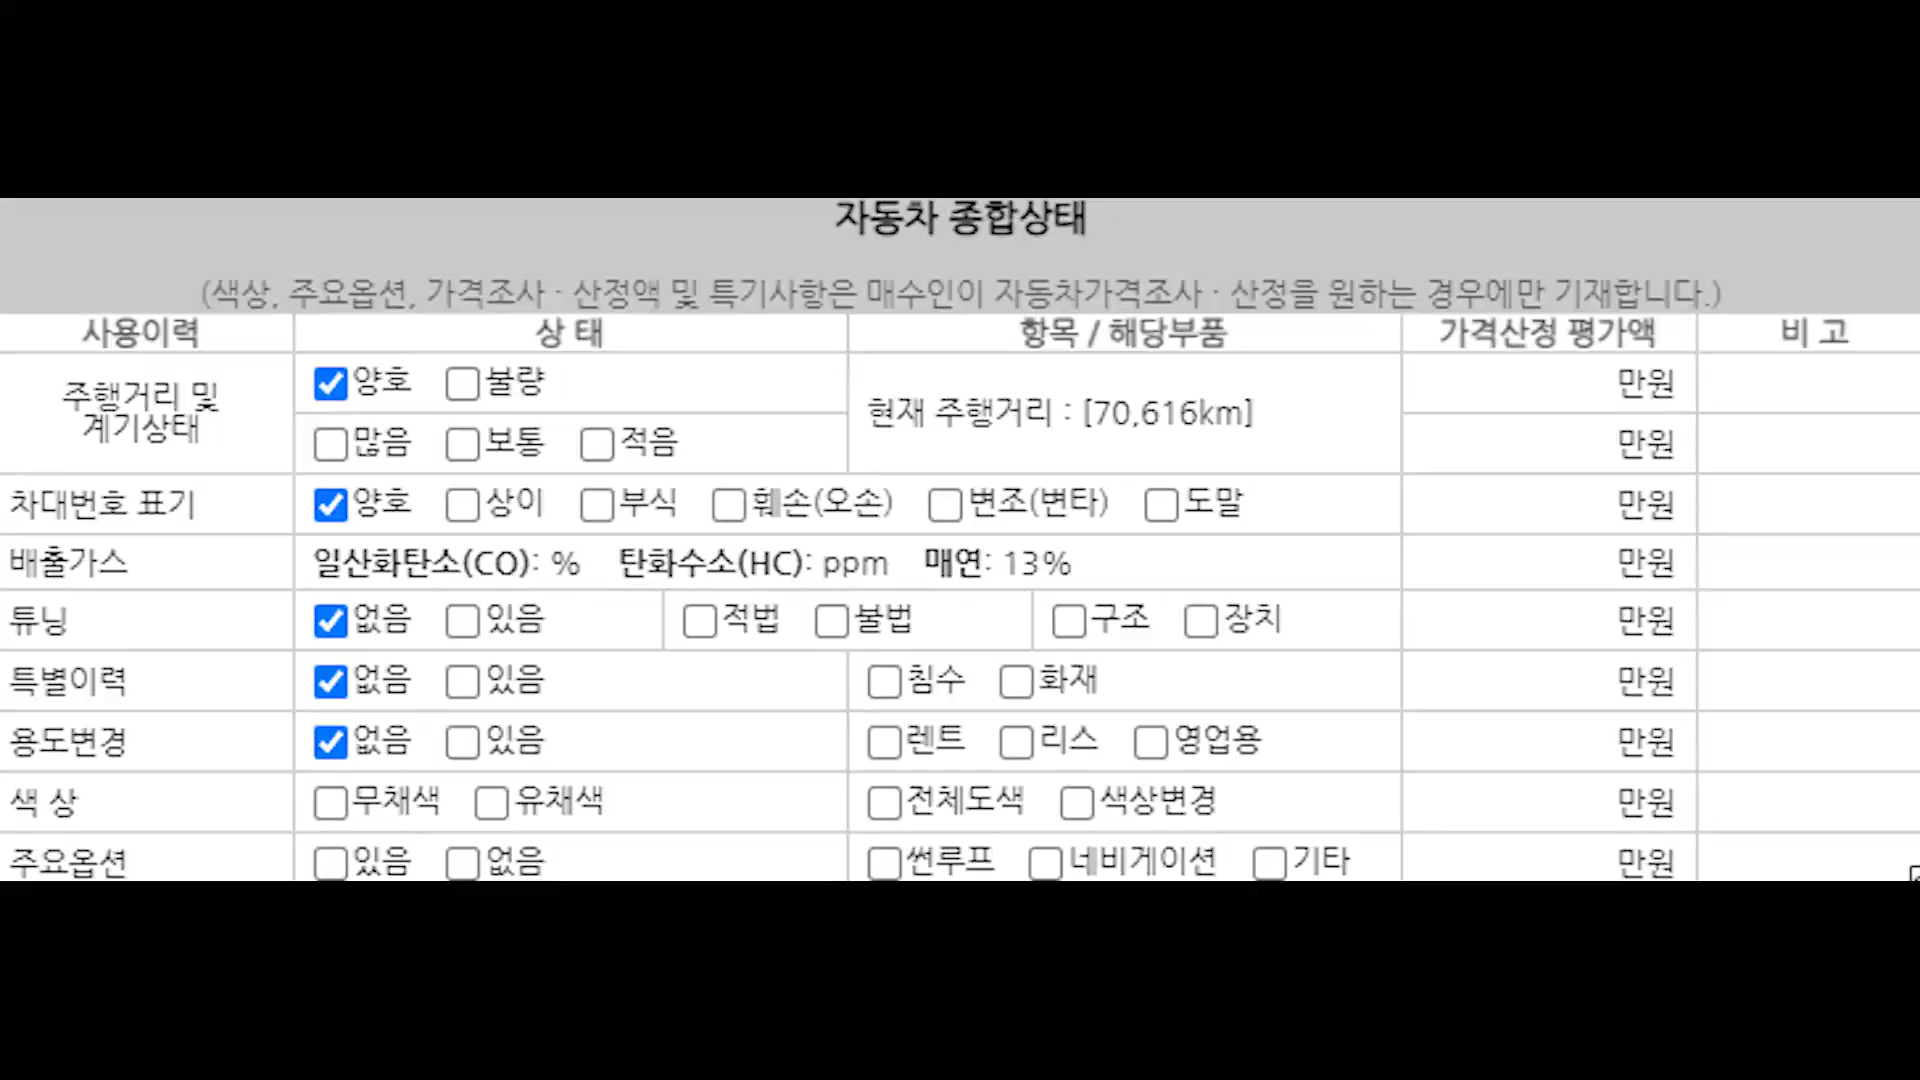 자동차 종합상태
(색상, 주요옵션, 가격조사 · 산정액 및 특기사항은 매수인이 자동차가격조사 · 산정을 원하는 경우에만 기재합니다.)
사용이력 상 태 항목 / 해당부품 가격산정 평가액 비 고
주행거리 및
계기상태
양호 불량 만원
현재 주행거리 : [70,616km]
많음 보통 적음 만원
차대번호 표기 양호 상이 부식 훼손(오손) 변조(변타) 도말 만원
배출가스 일산화탄소(CO): % 탄화수소(HC): ppm 매연: 13% 만원
튜닝 없음 있음 적법 불법 구조 장치 만원
특별이력 없음 있음 침수 화재 만원
용도변경 없음 있음 렌트 리스 영업용 만원
색 상 무채색 유채색 전체도색 색상변경 만원
주요옵션 있음 없음 썬루프 네비게이션 기타 만원